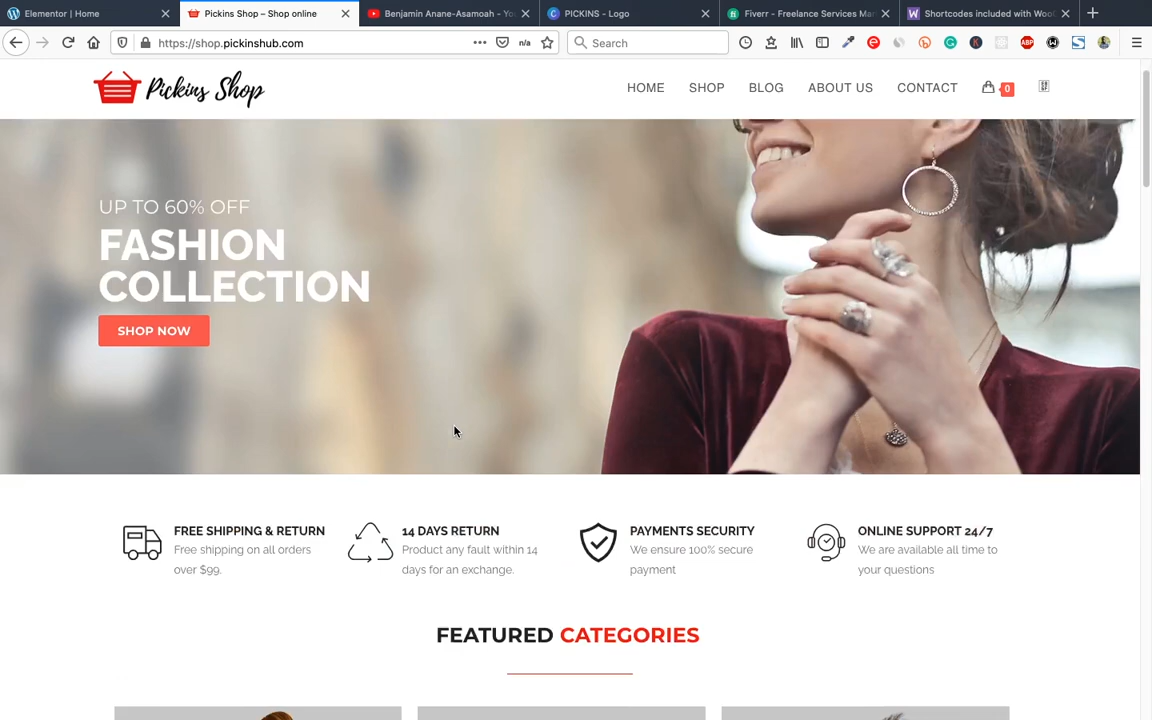 Elementor | Home
Pickins Shop – Shop online
Benjamin Anane-Asamoah - Yo
PICKINS - Logo
Fiverr - Freelance Services Mar
Shortcodes included with Woo
https://shop.pickinshub.com
n/a
Search
ABP
Pickins Shop
HOME
SHOP
BLOG
ABOUT US
CONTACT
0
UP TO 60% OFF
FASHION
COLLECTION
SHOP NOW
FREE SHIPPING & RETURN
Free shipping on all orders
over $99.
14 DAYS RETURN
Product any fault within 14
days for an exchange.
PAYMENTS SECURITY
We ensure 100% secure
payment
ONLINE SUPPORT 24/7
We are available all time to
your questions
FEATURED CATEGORIES